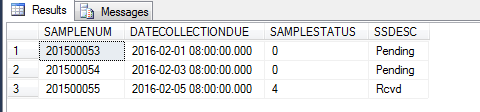 Results Messages
SAMPLENUM DATECOLLECTIONDUE SAMPLESTATUS SSDESC
1 201500053 2016-02-01 08:00:00.000 0 Pending
2 201500054 2016-02-03 08:00:00.000 0 Pending
3 201500055 2016-02-05 08:00:00.000 4 Rcvd